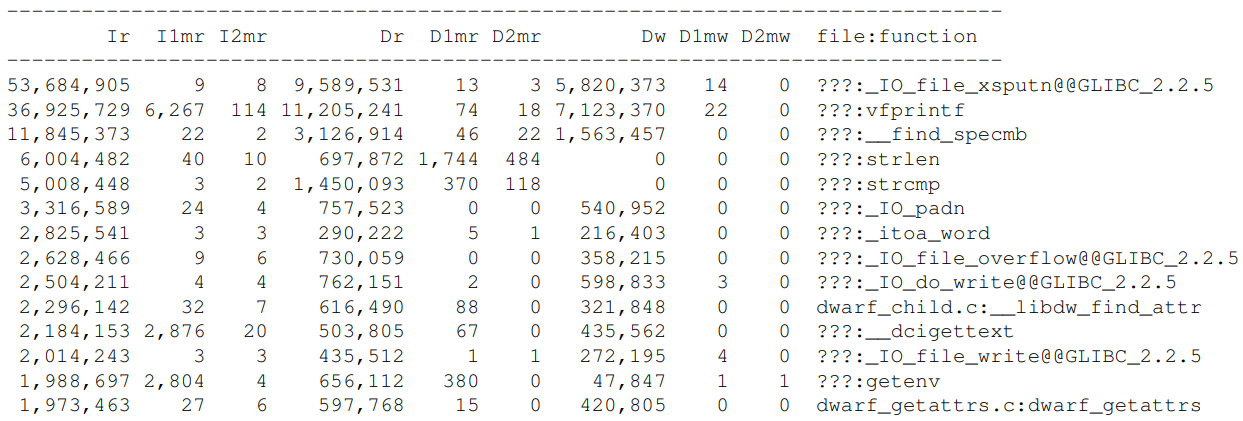 --------------------------------------------------------------------------------
        Ir  I1mr I2mr         Dr  D1mr D2mr        Dw D1mw D2mw  file:function
--------------------------------------------------------------------------------
53,684,905     9    8  9,589,531    13    3 5,820,373   14    0  ???:_IO_file_xsputn@@GLIBC_2.2.5
36,925,729 6,267  114 11,205,241    74   18 7,123,370   22    0  ???:vfprintf
11,845,373    22    2  3,126,914    46   22 1,563,457    0    0  ???:__find_specmb
 6,004,482    40   10    697,872 1,744  484         0    0    0  ???:strlen
 5,008,448     3    2  1,450,093   370  118         0    0    0  ???:strcmp
 3,316,589    24    4    757,523     0    0   540,952    0    0  ???:_IO_padn
 2,825,541     3    3    290,222     5    1   216,403    0    0  ???:_itoa_word
 2,628,466     9    6    730,059     0    0   358,215    0    0  ???:_IO_file_overflow@@GLIBC_2.2.5
 2,504,211     4    4    762,151     2    0   598,833    3    0  ???:_IO_do_write@@GLIBC_2.2.5
 2,296,142    32    7    616,490    88    0   321,848    0    0  dwarf_child.c:__libdw_find_attr
 2,184,153 2,876   20    503,805    67    0   435,562    0    0  ???:__dcigettext
 2,014,243     3    3    435,512     1    1   272,195    4    0  ???:_IO_file_write@@GLIBC_2.2.5
 1,988,697 2,804    4    656,112   380    0    47,847    1    1  ???:getenv
 1,973,463    27    6    597,768    15    0   420,805    0    0  dwarf_getattrs.c:dwarf_getattrs